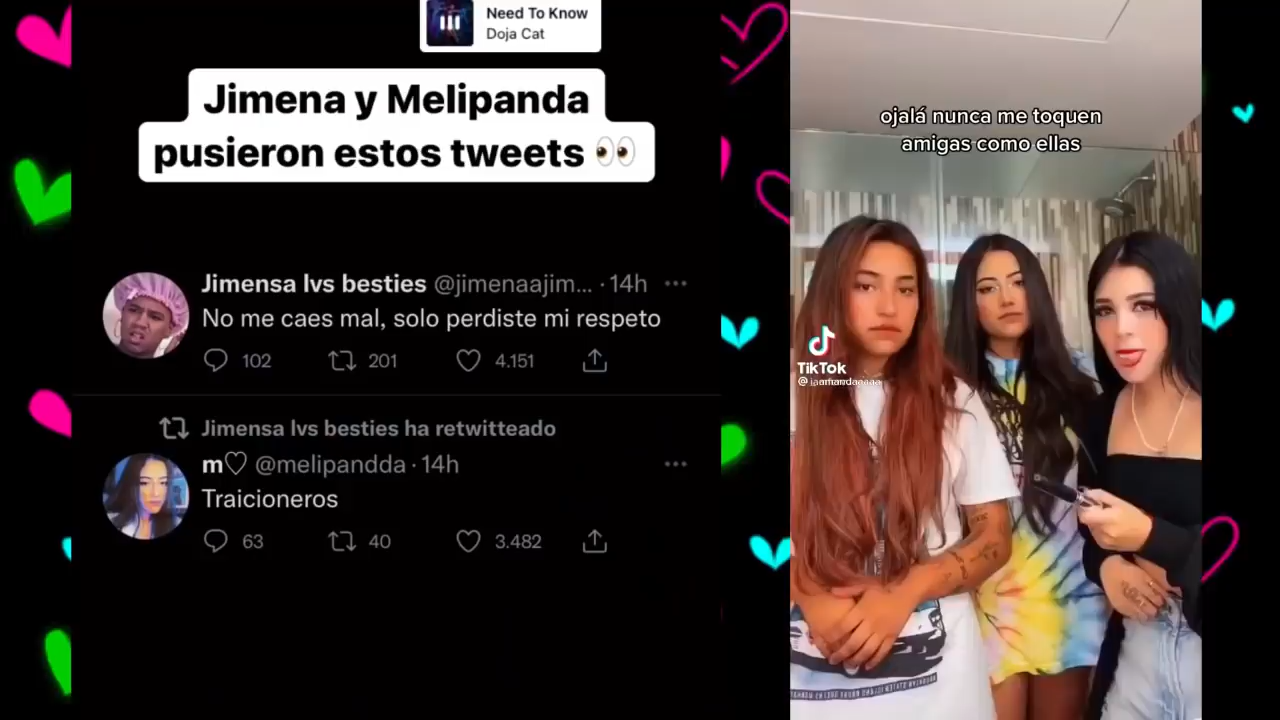 Need To Know
Doja Cat
Jimena y Melipanda
pusieron estos tweets 👀
Jimensa lvs besties @jimenaajim... · 14h
No me caes mal, solo perdiste mi respeto
102 201 4.151
Jimensa lvs besties ha retwitteado
m♡ @melipandda · 14h
Traicioneros
63 40 3.482
ojalá nunca me toquen
amigas como ellas
TikTok